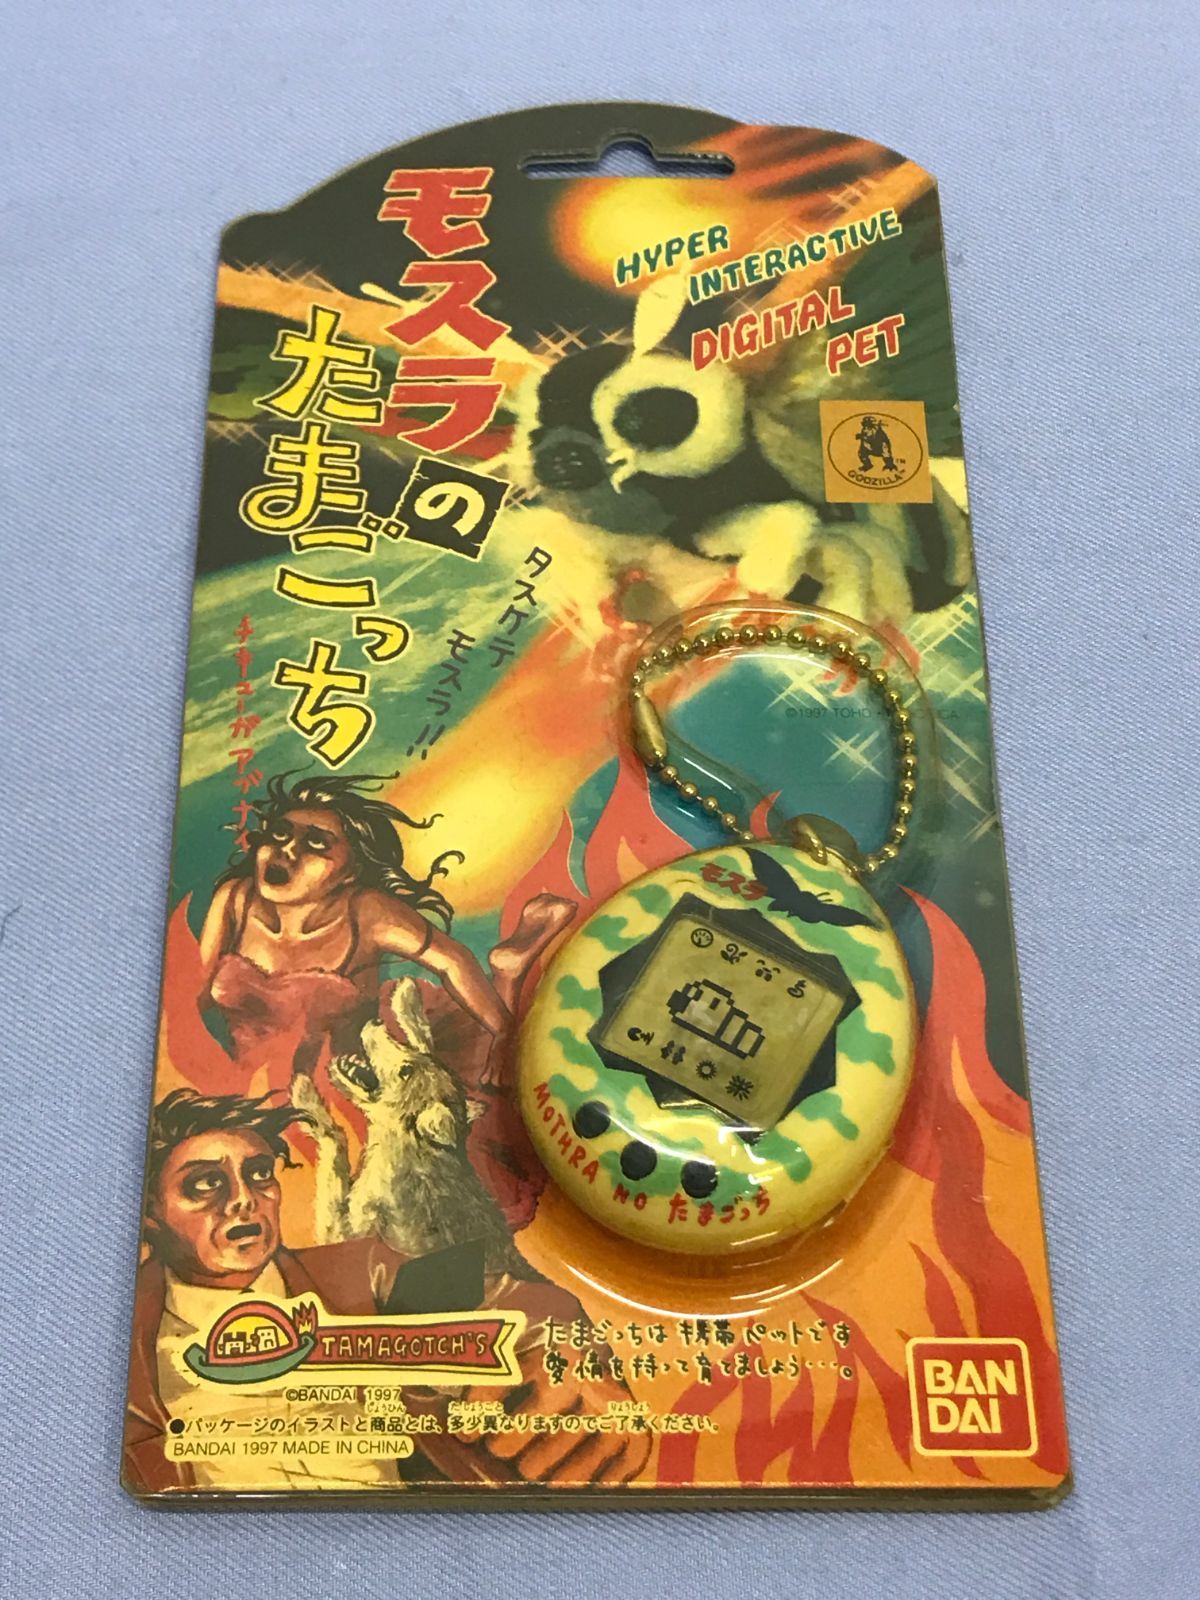 モスラ
の
たまごっち
HYPER
INTERACTIVE
DIGITAL
PET
GODZILLA™
タスケテ
モスラ!!
チキューがアブナイ
©1997 TOHO
モスラ
MOTHRA NO たまごっち
TAMAGOTCH'S
たまごっちは携帯ペットです
愛情を持って育てましょう・・・。
©BANDAI 1997
●パッケージのイラストと商品とは、多少異なりますのでご了承ください。
BANDAI 1997 MADE IN CHINA
BAN
DAI